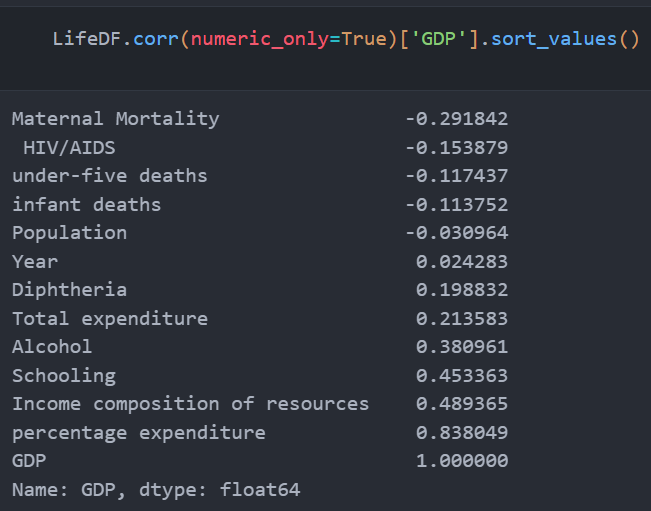 LifeDF.corr(numeric_only=True)['GDP'].sort_values()
Maternal Mortality -0.291842
HIV/AIDS -0.153879
under-five deaths -0.117437
infant deaths -0.113752
Population -0.030964
Year 0.024283
Diphtheria 0.198832
Total expenditure 0.213583
Alcohol 0.380961
Schooling 0.453363
Income composition of resources 0.489365
percentage expenditure 0.838049
GDP 1.000000
Name: GDP, dtype: float64